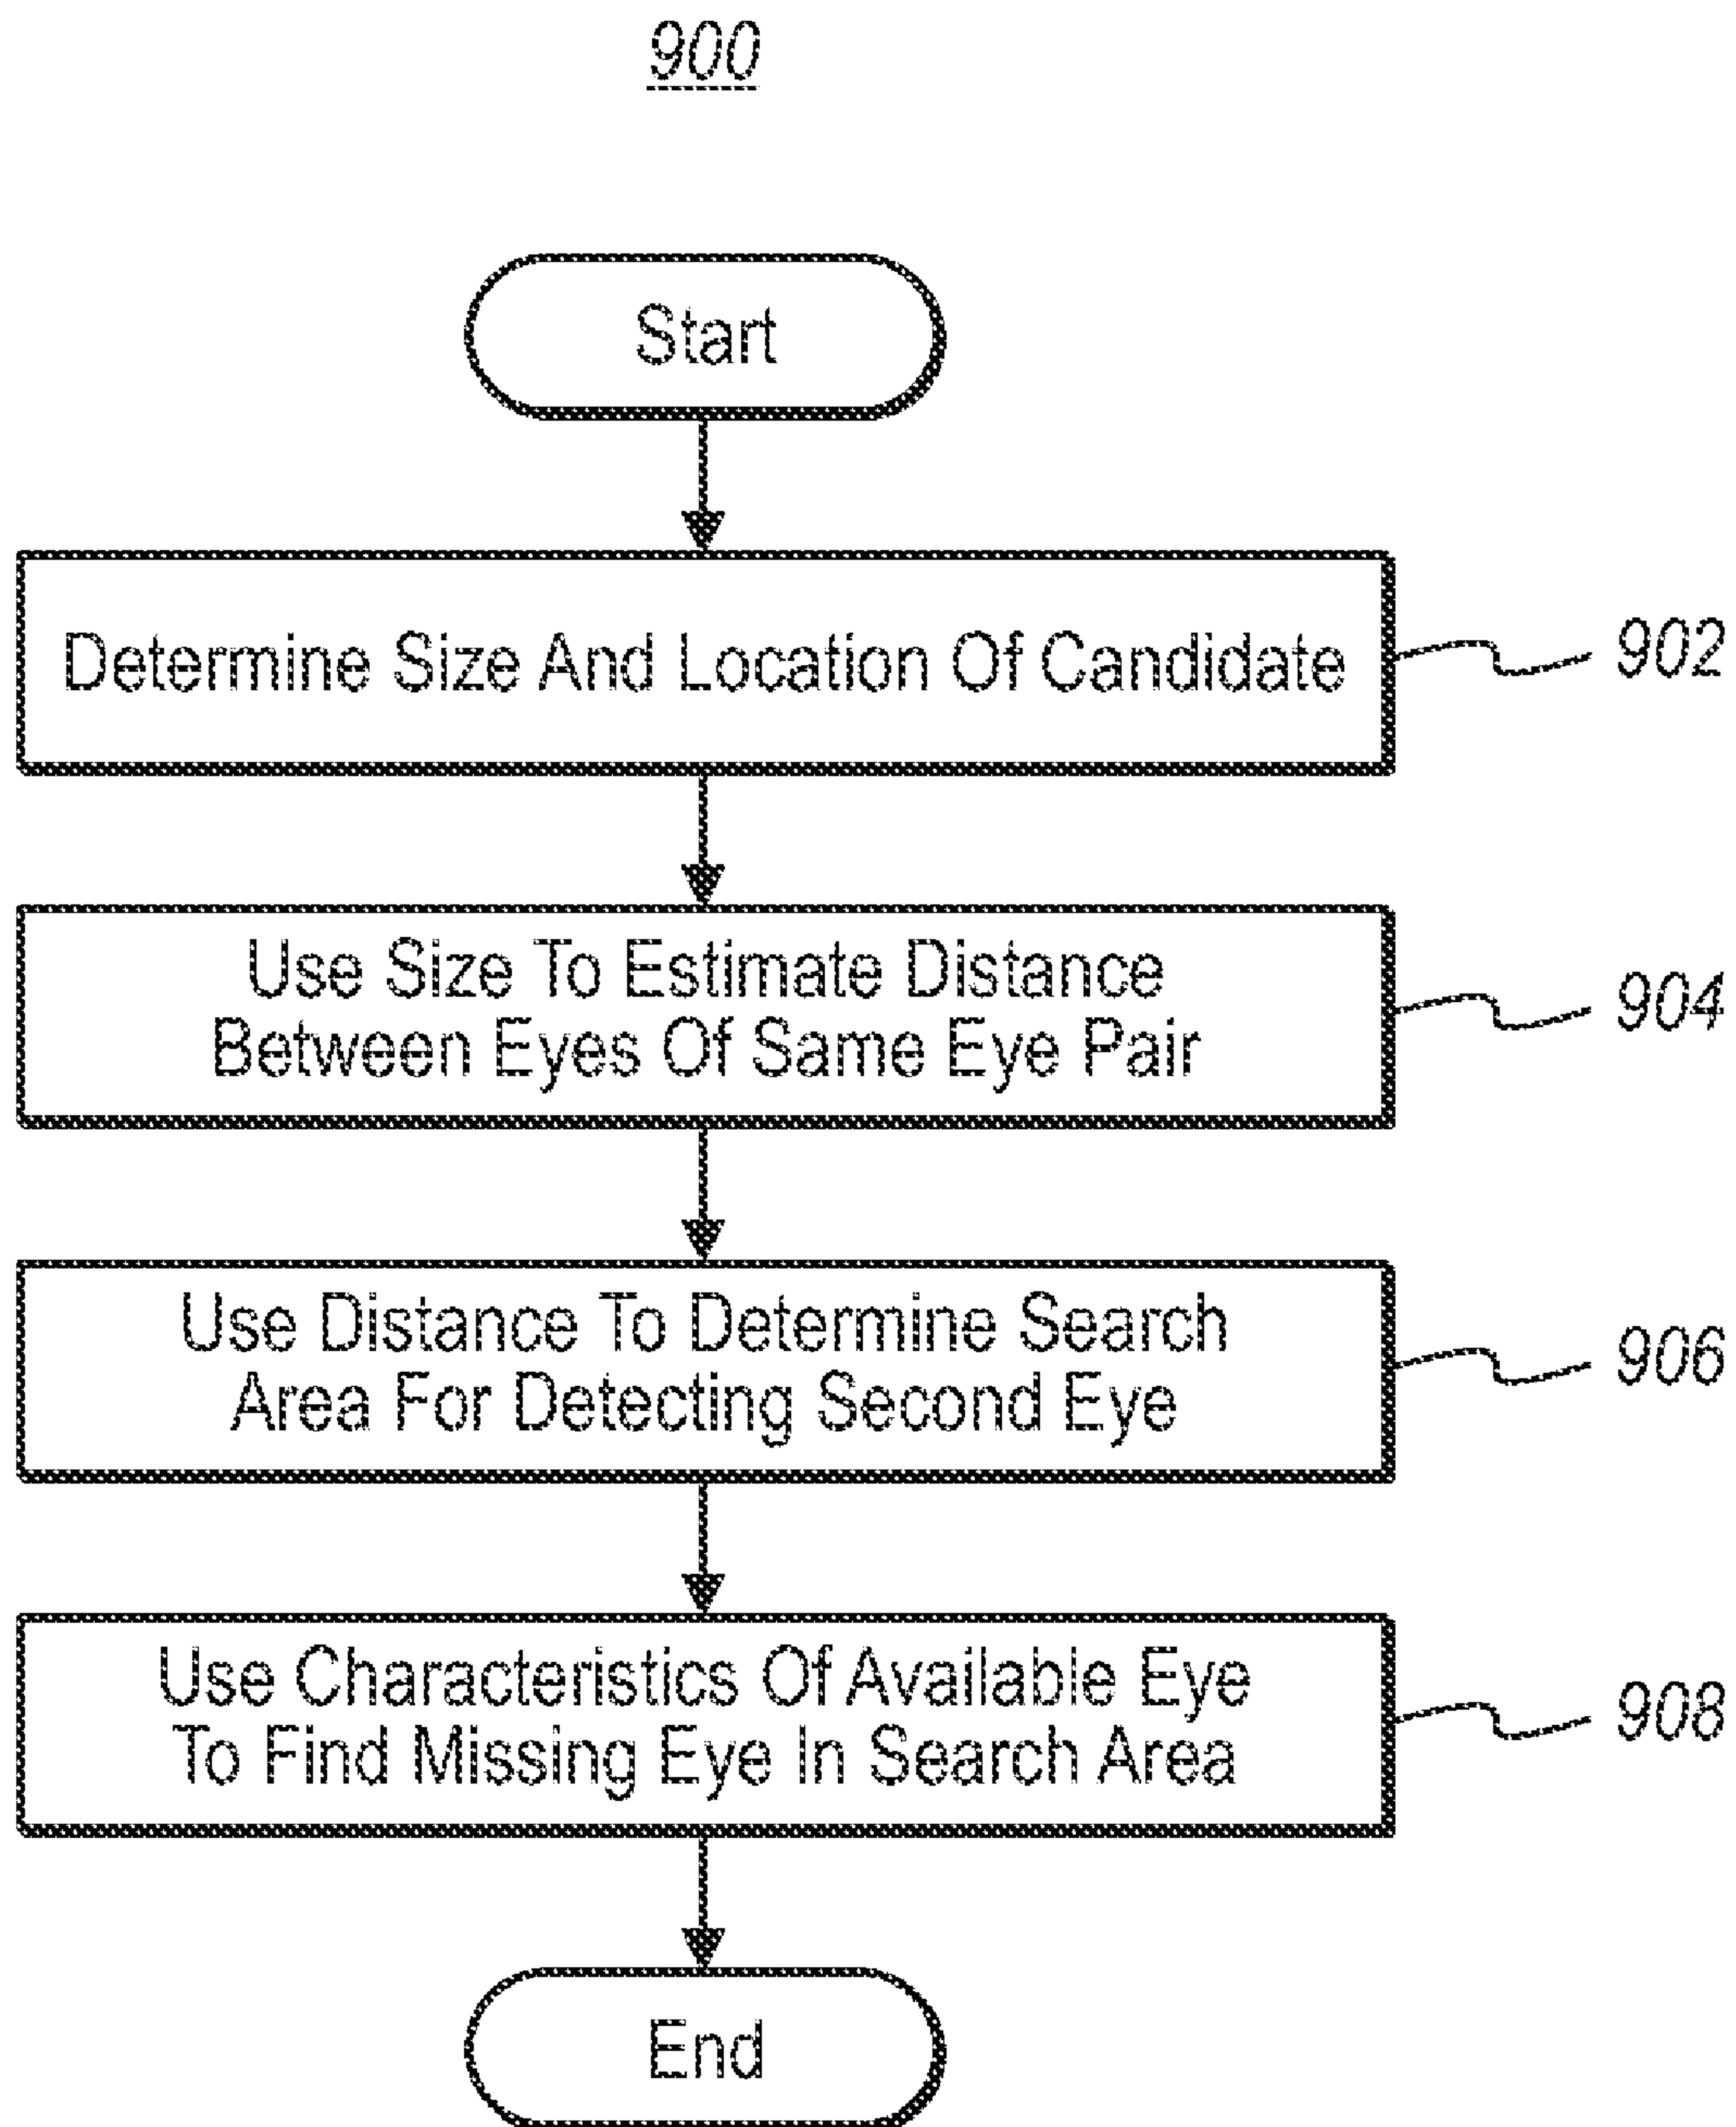 900
Start
Determine Size And Location Of Candidate
902
Use Size To Estimate Distance
Between Eyes Of Same Eye Pair
904
Use Distance To Determine Search
Area For Detecting Second Eye
906
Use Characteristics Of Available Eye
To Find Missing Eye In Search Area
908
End